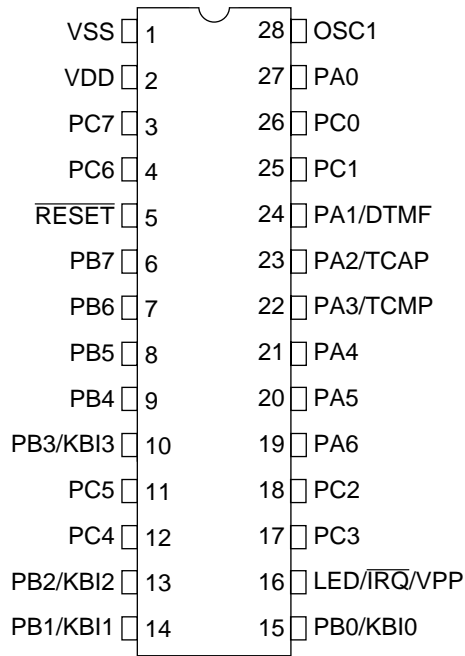 VSS 1 28 OSC1
VDD 2 27 PA0
PC7 3 26 PC0
PC6 4 25 PC1
RESET 5 24 PA1/DTMF
PB7 6 23 PA2/TCAP
PB6 7 22 PA3/TCMP
PB5 8 21 PA4
PB4 9 20 PA5
PB3/KBI3 10 19 PA6
PC5 11 18 PC2
PC4 12 17 PC3
PB2/KBI2 13 16 LED/IRQ/VPP
PB1/KBI1 14 15 PB0/KBI0